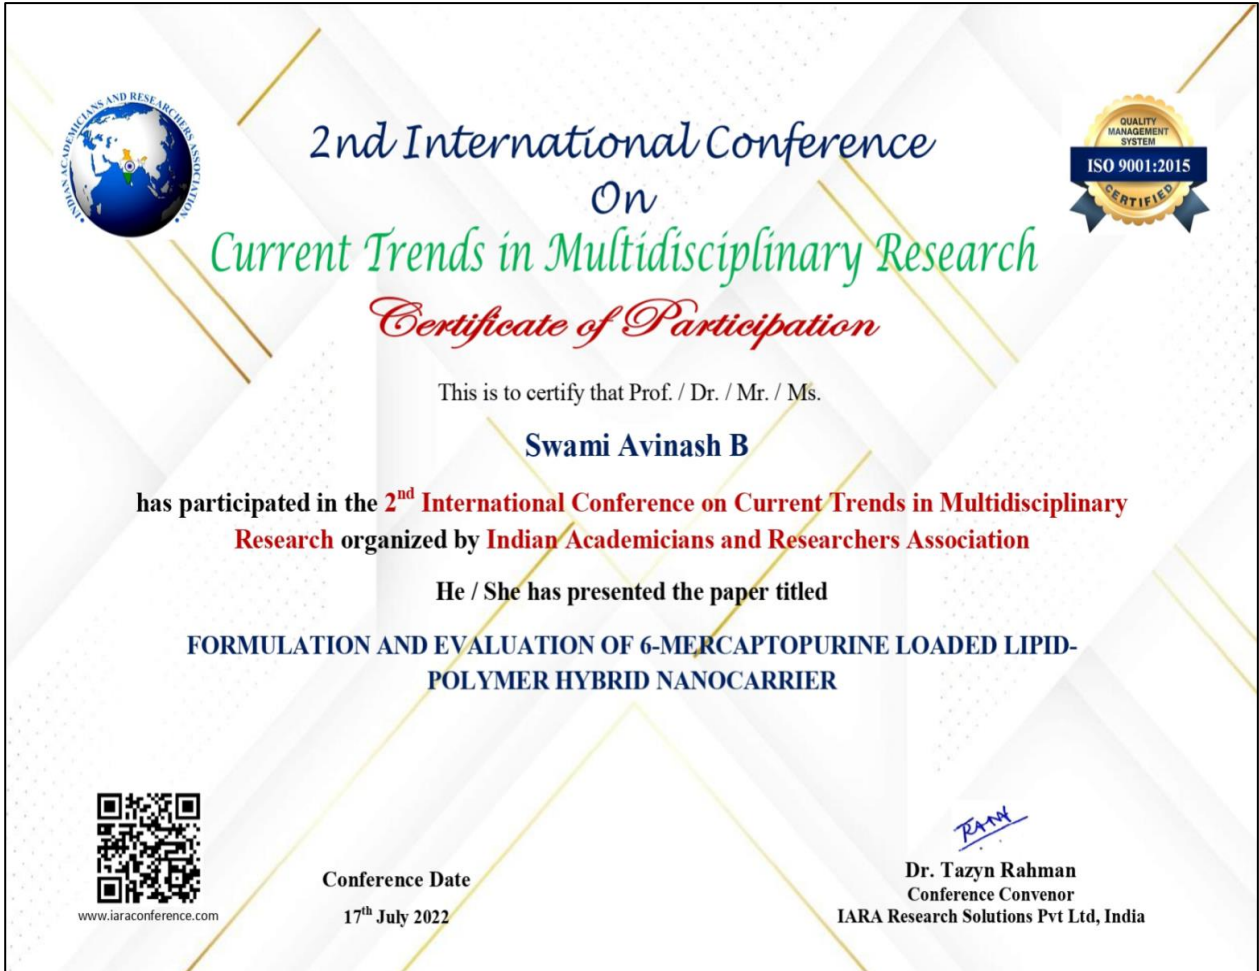 INDIAN ACADEMICIANS AND RESEARCHERS ASSOCIATION
QUALITY
MANAGEMENT
SYSTEM
ISO 9001:2015
CERTIFIED
2nd International Conference
On
Current Trends in Multidisciplinary Research
Certificate of Participation
This is to certify that Prof. / Dr. / Mr. / Ms.
Swami Avinash B
has participated in the 2nd International Conference on Current Trends in Multidisciplinary
Research organized by Indian Academicians and Researchers Association
He / She has presented the paper titled
FORMULATION AND EVALUATION OF 6-MERCAPTOPURINE LOADED LIPID-
POLYMER HYBRID NANOCARRIER
www.iaraconference.com
Conference Date
17th July 2022
Dr. Tazyn Rahman
Conference Convenor
IARA Research Solutions Pvt Ltd, India